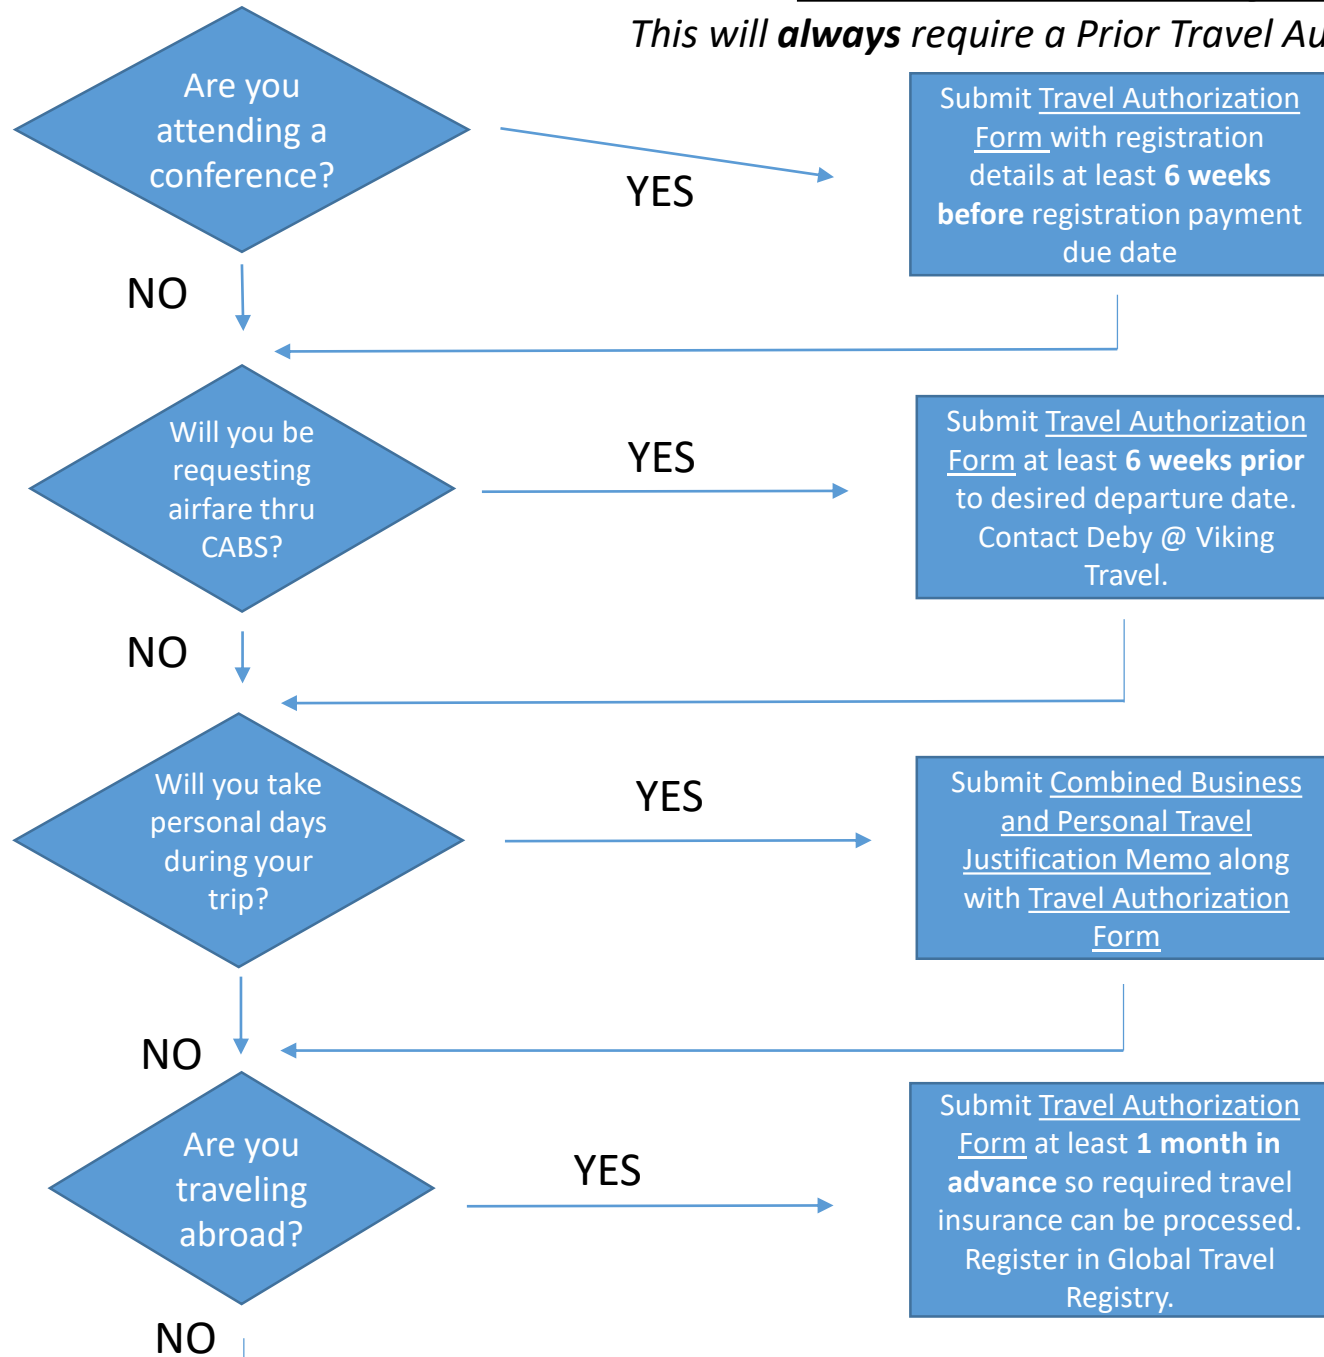 This will always require a Prior Travel Au
Are you
attending a
conference?
YES
Submit Travel Authorization
Form with registration
details at least 6 weeks
before registration payment
due date
NO
Will you be
requesting
airfare thru
CABS?
YES
Submit Travel Authorization
Form at least 6 weeks prior
to desired departure date.
Contact Deby @ Viking
Travel.
NO
Will you take
personal days
during your
trip?
YES
Submit Combined Business
and Personal Travel
Justification Memo along
with Travel Authorization
Form
NO
Are you
traveling
abroad?
YES
Submit Travel Authorization
Form at least 1 month in
advance so required travel
insurance can be processed.
Register in Global Travel
Registry.
NO